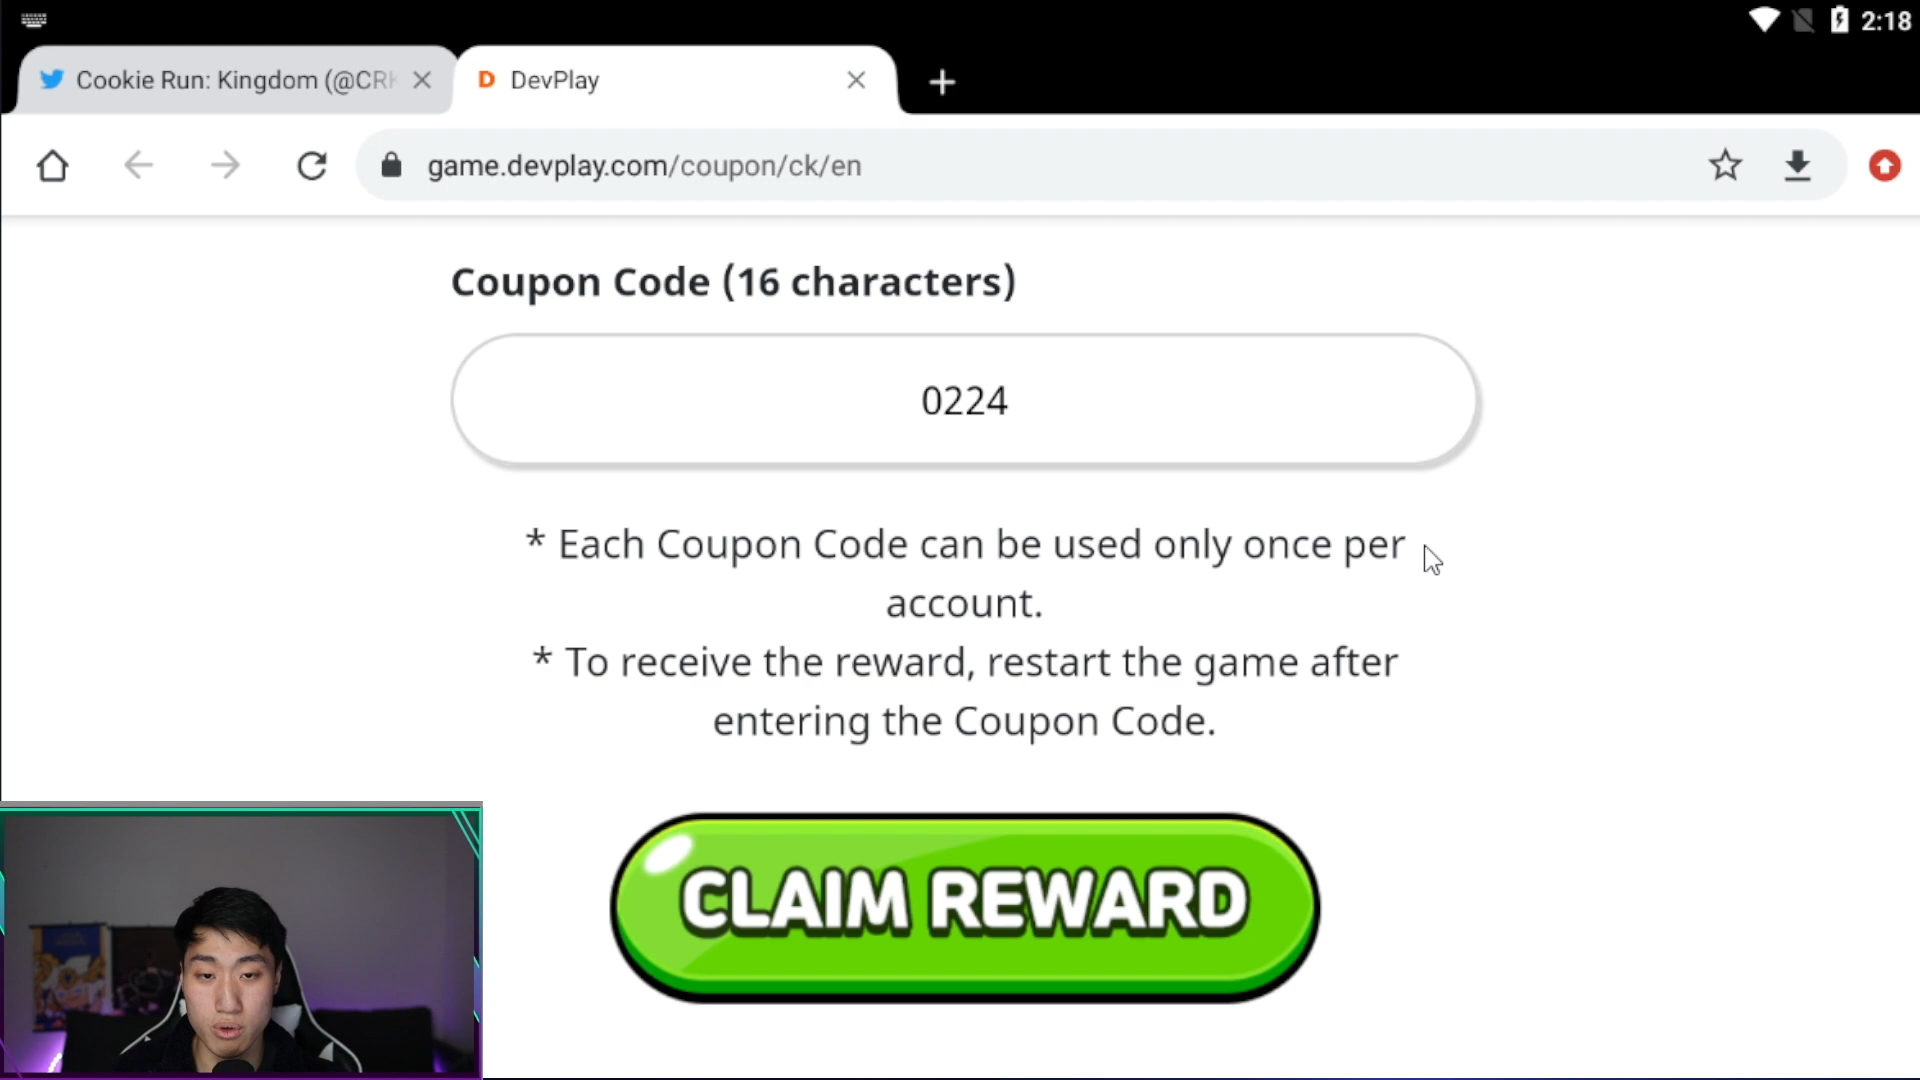 2:18
Cookie Run: Kingdom (@CRK
DevPlay
game.devplay.com/coupon/ck/en
Coupon Code (16 characters)
0224
* Each Coupon Code can be used only once per
account.
* To receive the reward, restart the game after
entering the Coupon Code.
CLAIM REWARD